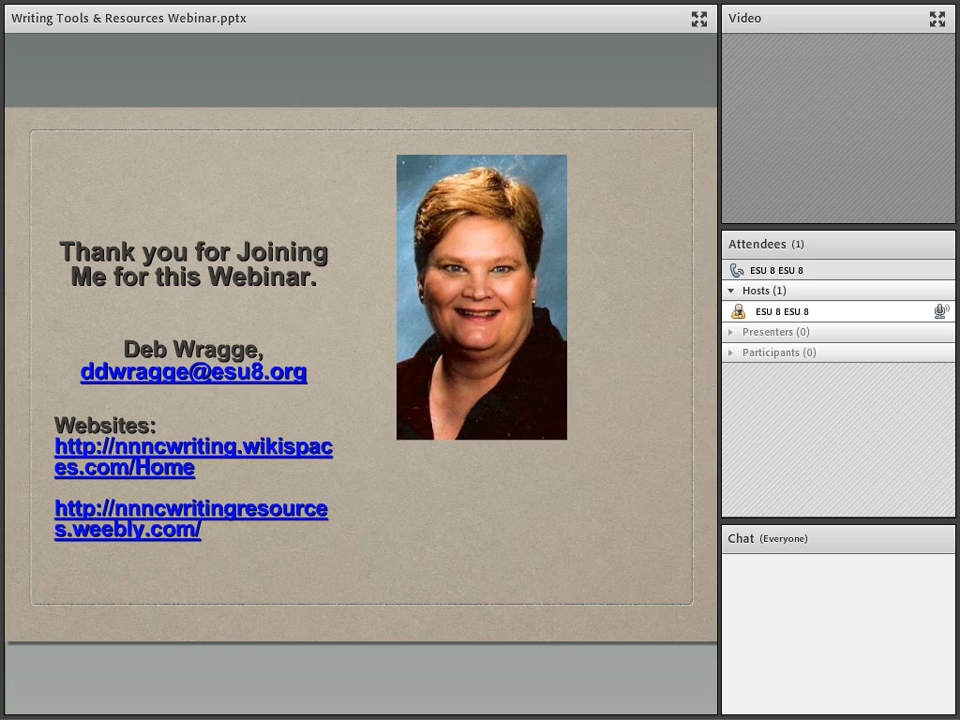 Writing Tools & Resources Webinar.pptx
Thank you for Joining
Me for this Webinar.
Deb Wragge,
ddwragge@esu8.org
Websites:
http://nnncwriting.wikispac
es.com/Home
http://nnncwritingresource
s.weebly.com/
Video
Attendees (1)
ESU 8 ESU 8
Hosts (1)
ESU 8 ESU 8
Presenters (0)
Participants (0)
Chat (Everyone)